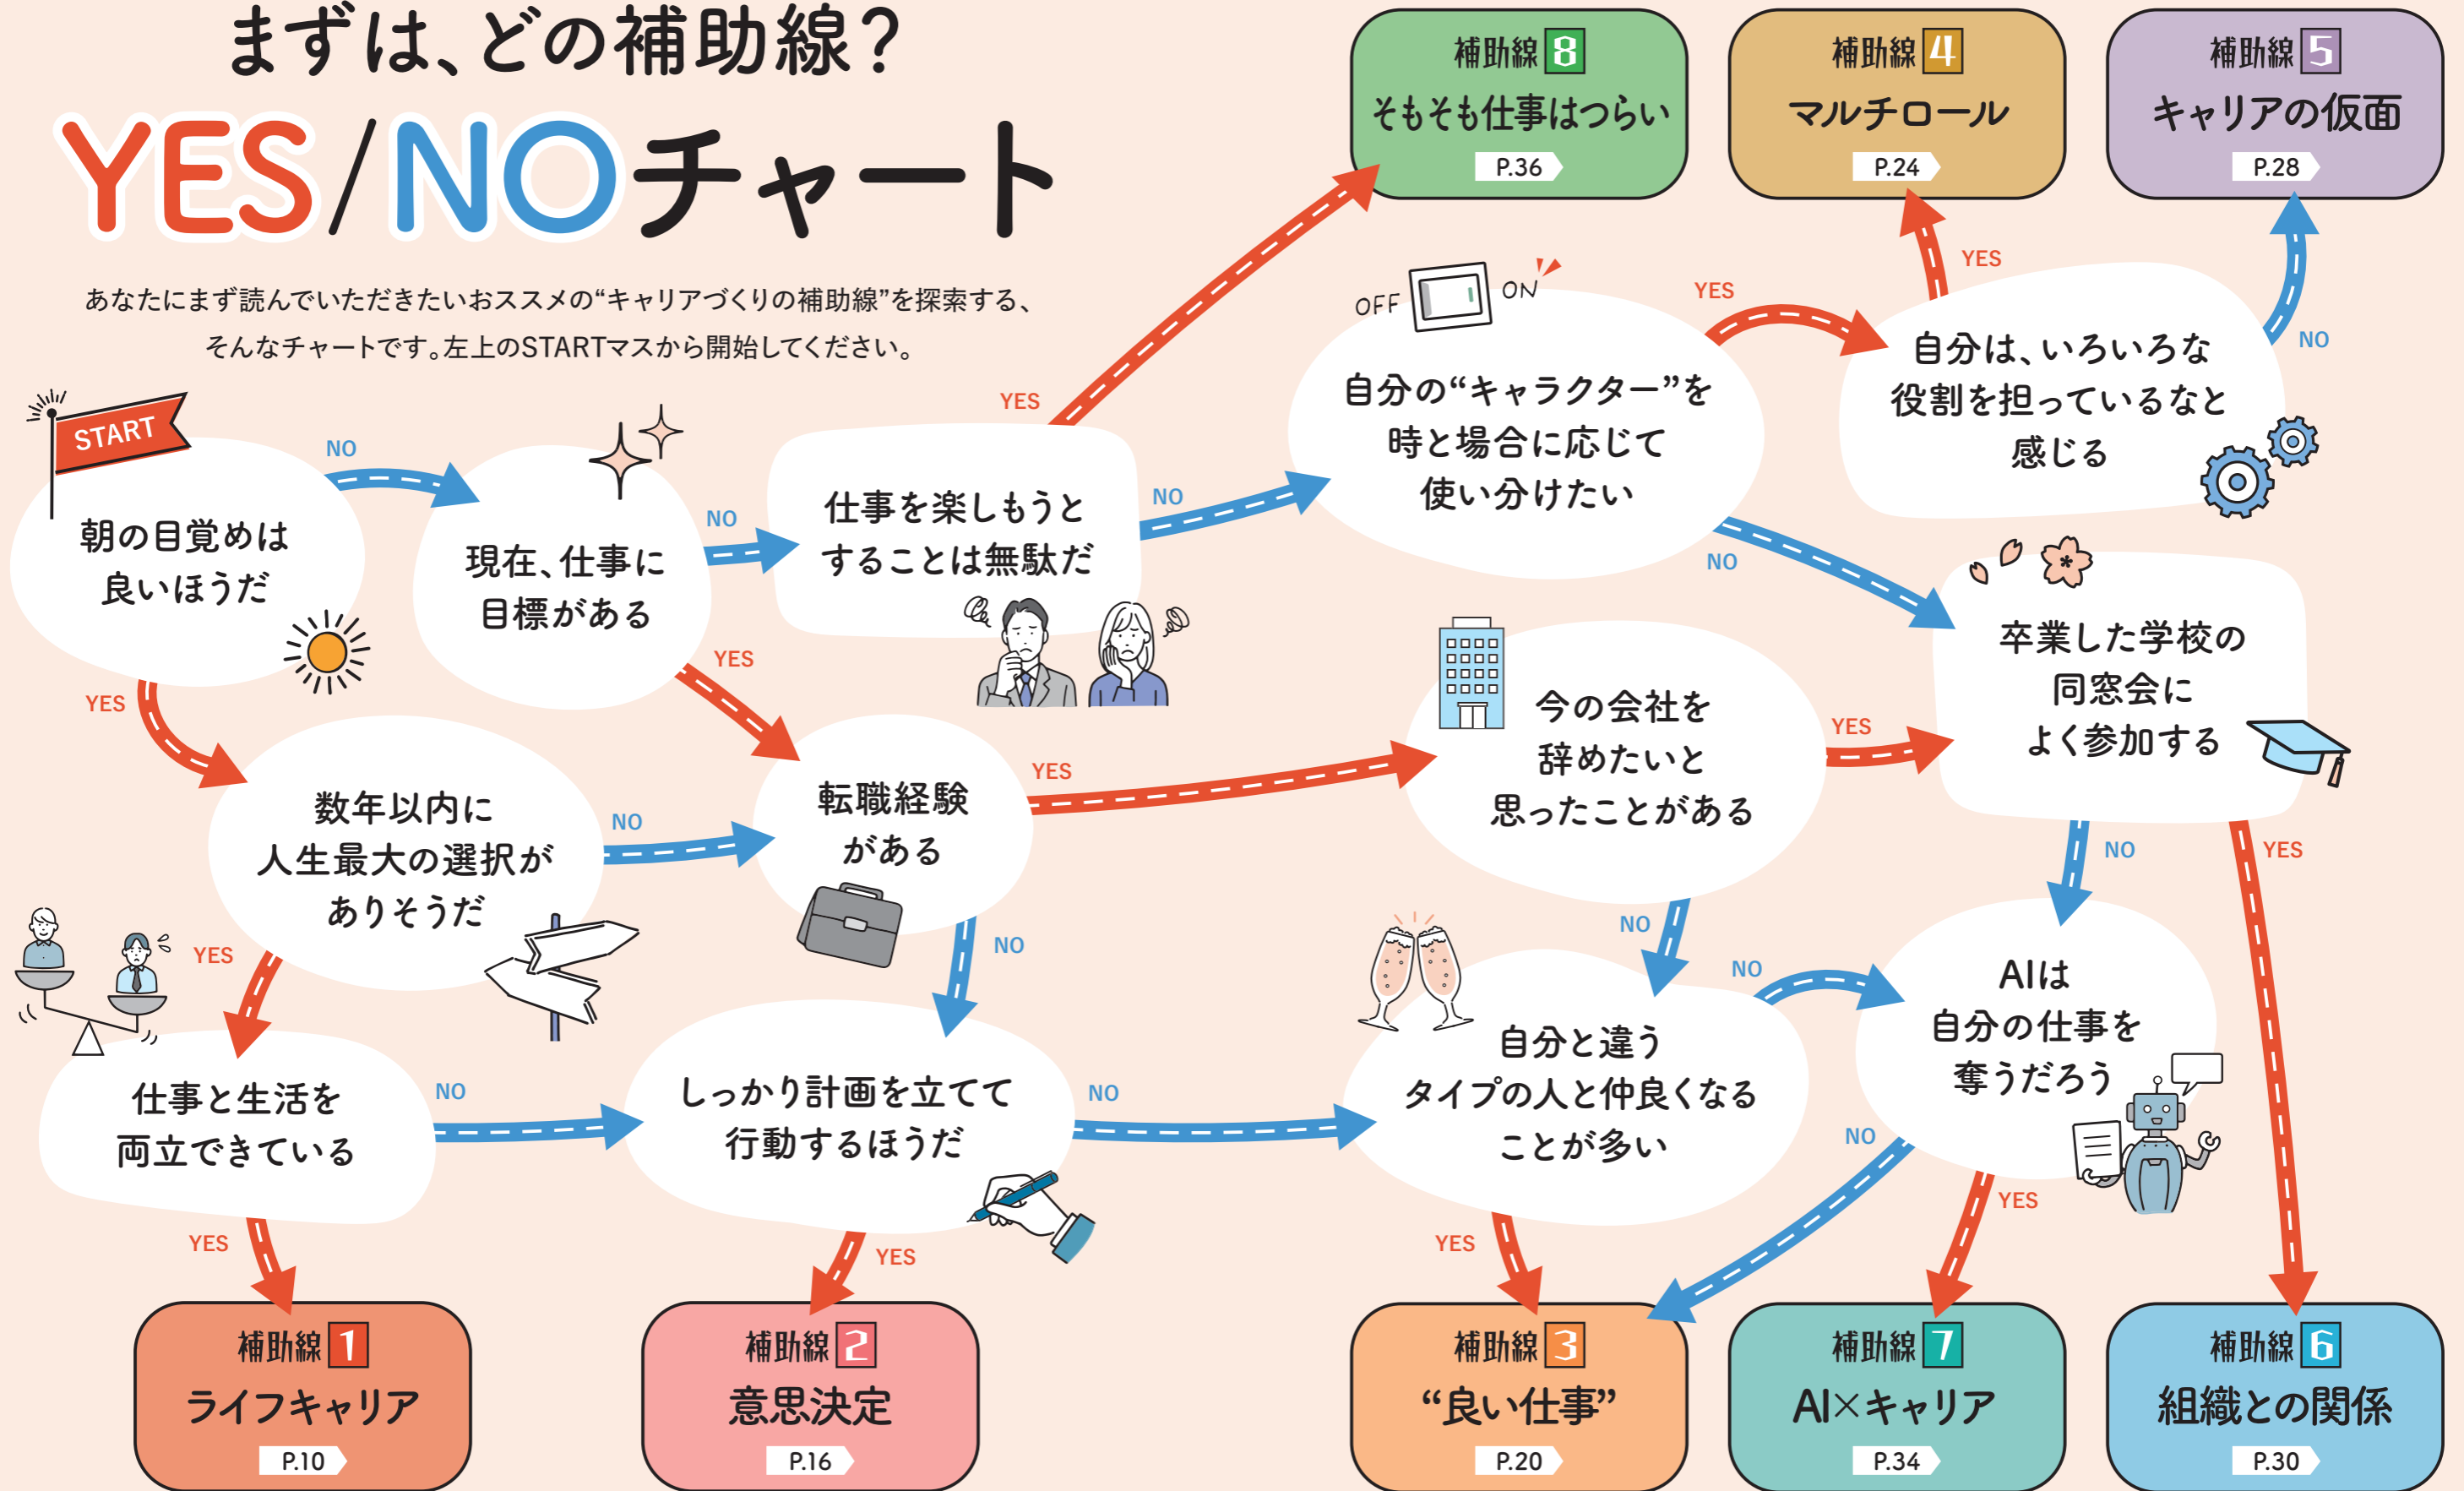 まずは、どの補助線?
YES/NOチャート
あなたにまず読んでいただきたいおススメの“キャリアづくりの補助線”を探索する、
そんなチャートです。左上のSTARTマスから開始してください。
補助線 8
そもそも仕事はつらい
P.36
補助線 4
マルチロール
P.24
補助線 5
キャリアの仮面
P.28
START
朝の目覚めは
良いほうだ
NO
YES
現在、仕事に
目標がある
NO
YES
仕事を楽しもうと
することは無駄だ
YES
NO
OFF
ON
自分の“キャラクター”を
時と場合に応じて
使い分けたい
YES
NO
自分は、いろいろな
役割を担っているなと
感じる
YES
NO
数年以内に
人生最大の選択が
ありそうだ
NO
YES
転職経験
がある
YES
NO
今の会社を
辞めたいと
思ったことがある
YES
NO
卒業した学校の
同窓会に
よく参加する
NO
YES
仕事と生活を
両立できている
NO
YES
しっかり計画を立てて
行動するほうだ
NO
YES
自分と違う
タイプの人と仲良くなる
ことが多い
NO
YES
AIは
自分の仕事を
奪うだろう
NO
YES
補助線 1
ライフキャリア
P.10
補助線 2
意思決定
P.16
補助線 3
“良い仕事”
P.20
補助線 7
AI×キャリア
P.34
補助線 6
組織との関係
P.30